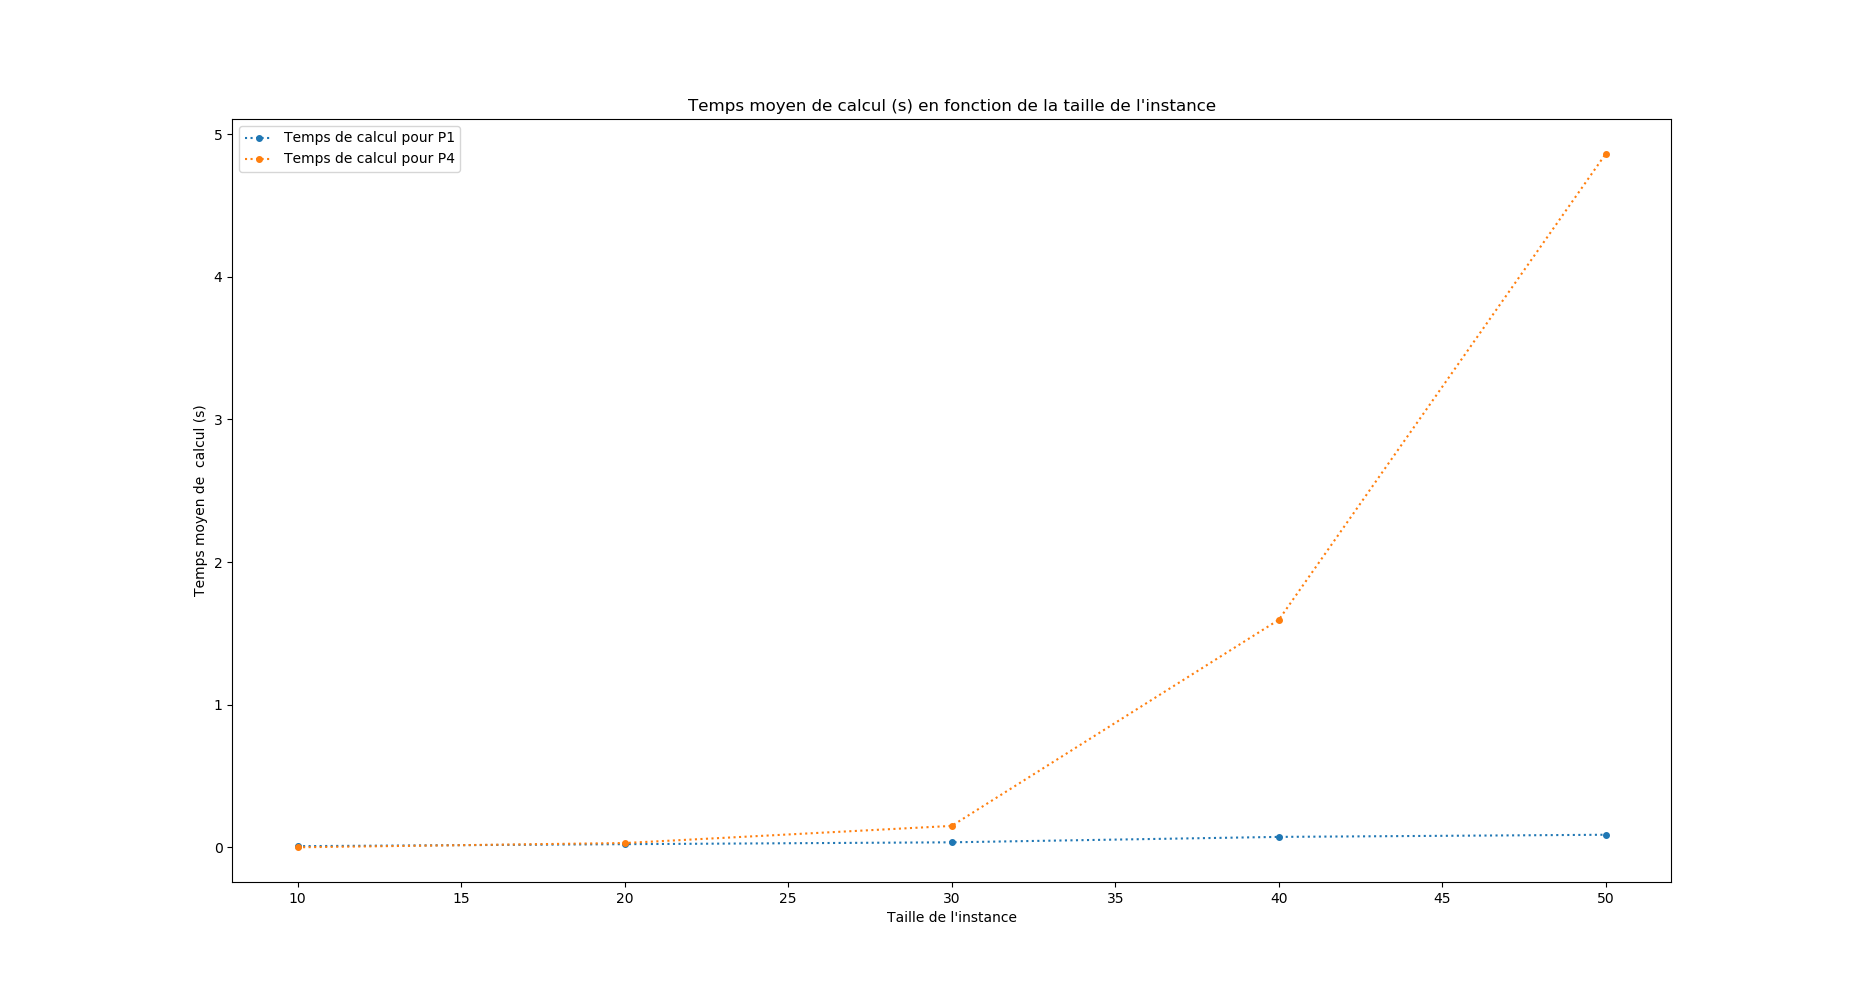 Temps moyen de calcul (s) en fonction de la taille de l'instance
Temps de calcul pour P1
Temps de calcul pour P4
5
4
3
2
1
0
Temps moyen de  calcul (s)
10 15 20 25 30 35 40 45 50
Taille de l'instance